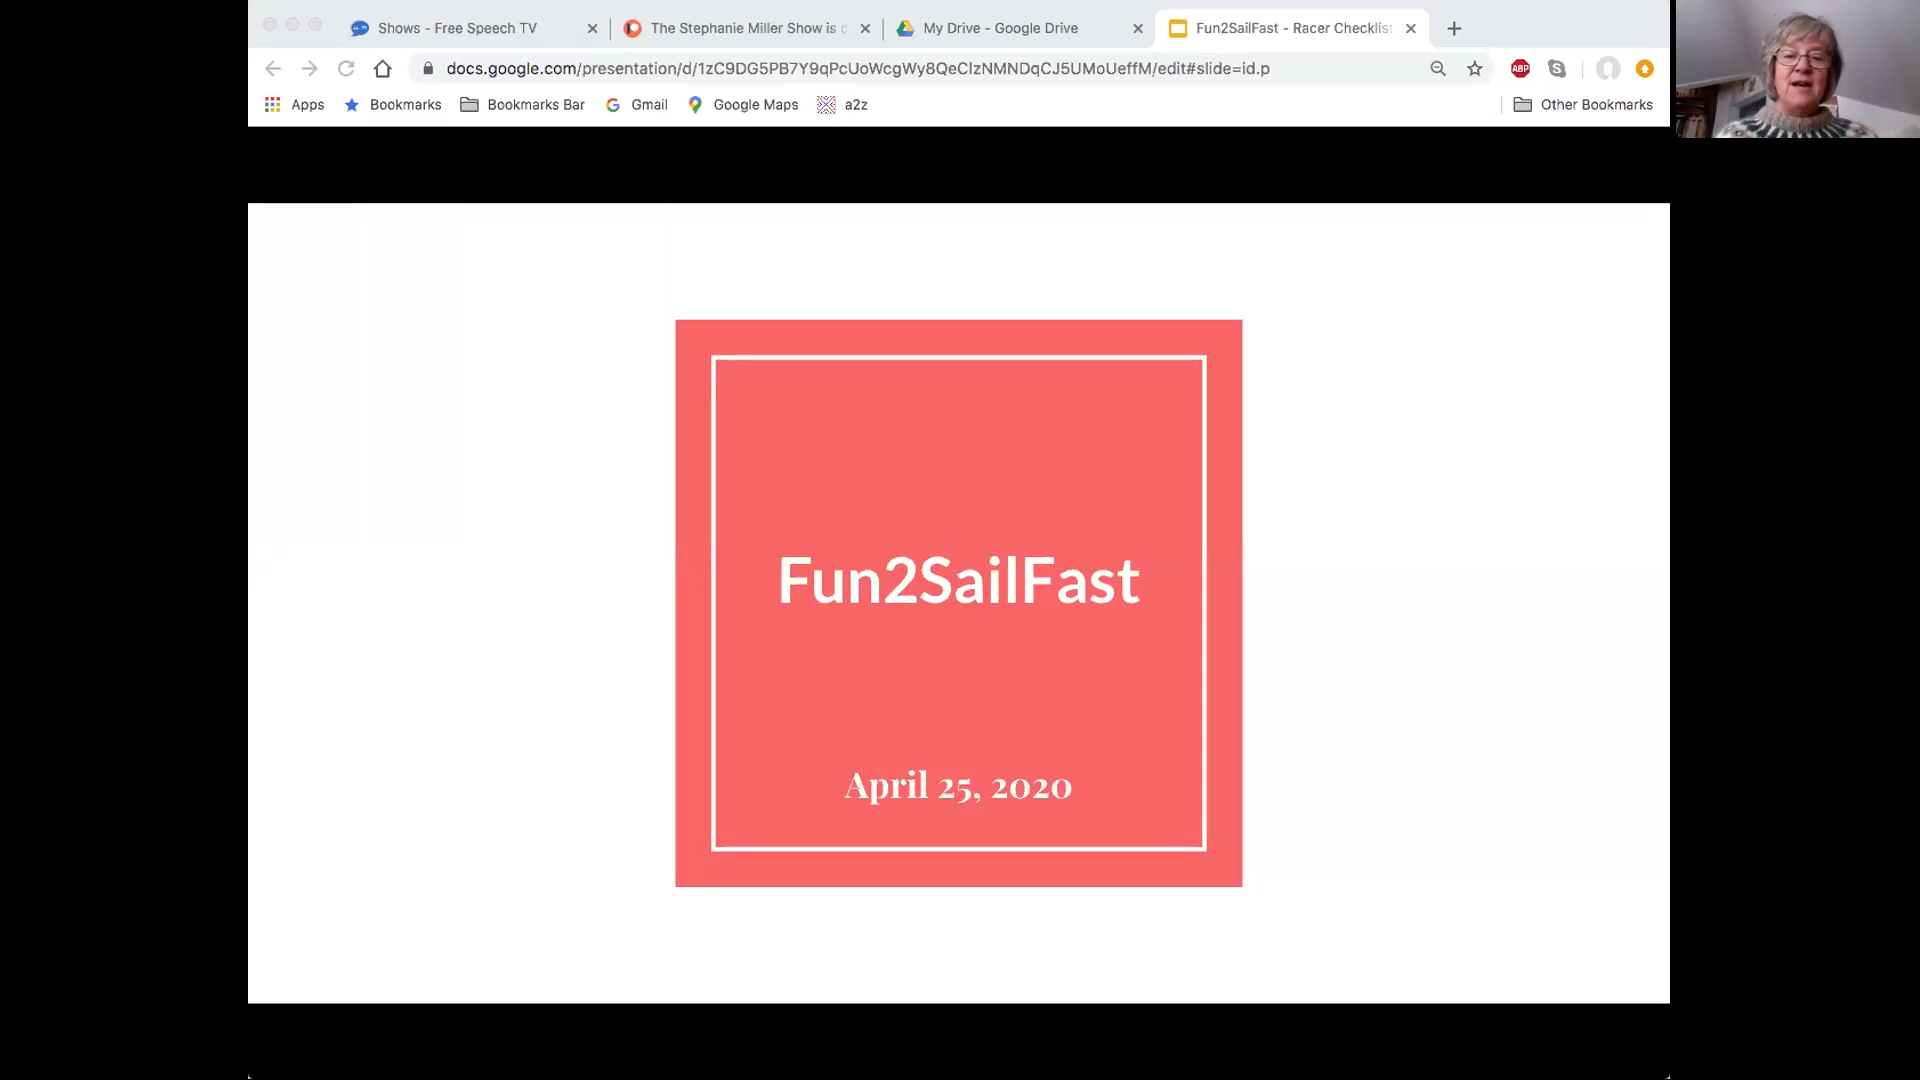 Shows - Free Speech TV
The Stephanie Miller Show is c
My Drive - Google Drive
Fun2SailFast - Racer Checklist
docs.google.com/presentation/d/1zC9DG5PB7Y9qPcUoWcgWy8QeClzNMNDqCJ5UMoUeffM/edit#slide=id.p
ABP
Apps
Bookmarks
Bookmarks Bar
Gmail
Google Maps
a2z
Other Bookmarks
Fun2SailFast
April 25, 2020